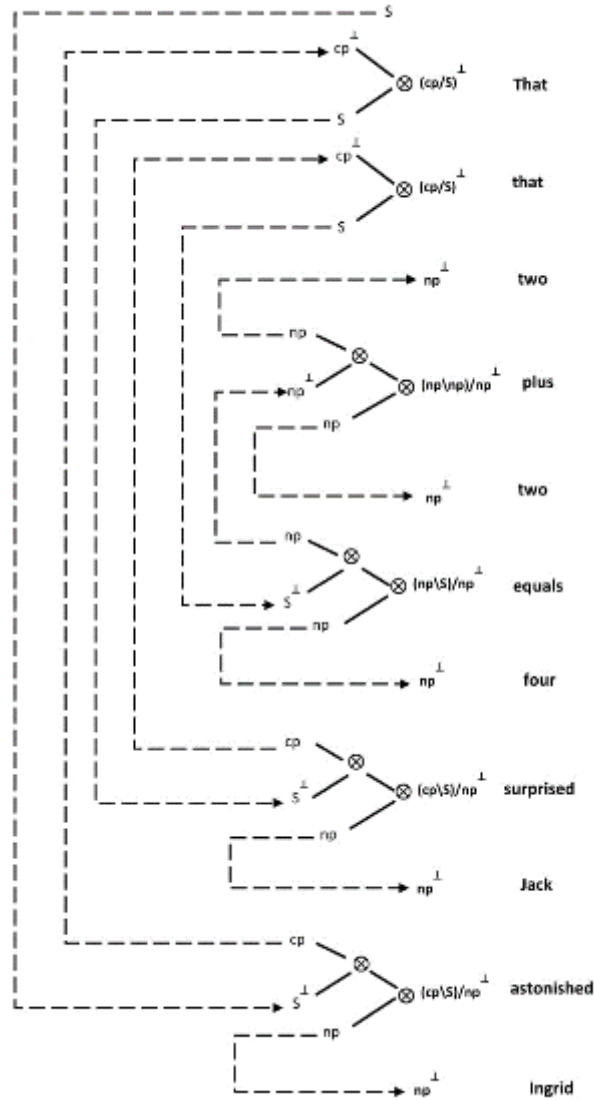 S
cp⊥
⊗ (cp/S)⊥ That
S
cp⊥
⊗ (cp/S)⊥ that
S
np⊥ two
np
⊗
np⊥ ⊗ (np\np)/np⊥ plus
np
np⊥ two
np
⊗
S⊥ ⊗ (np\S)/np⊥ equals
np
np⊥ four
cp
⊗
S⊥ ⊗ (cp\S)/np⊥ surprised
np
np⊥ Jack
cp
⊗
S⊥ ⊗ (cp\S)/np⊥ astonished
np
np⊥ Ingrid